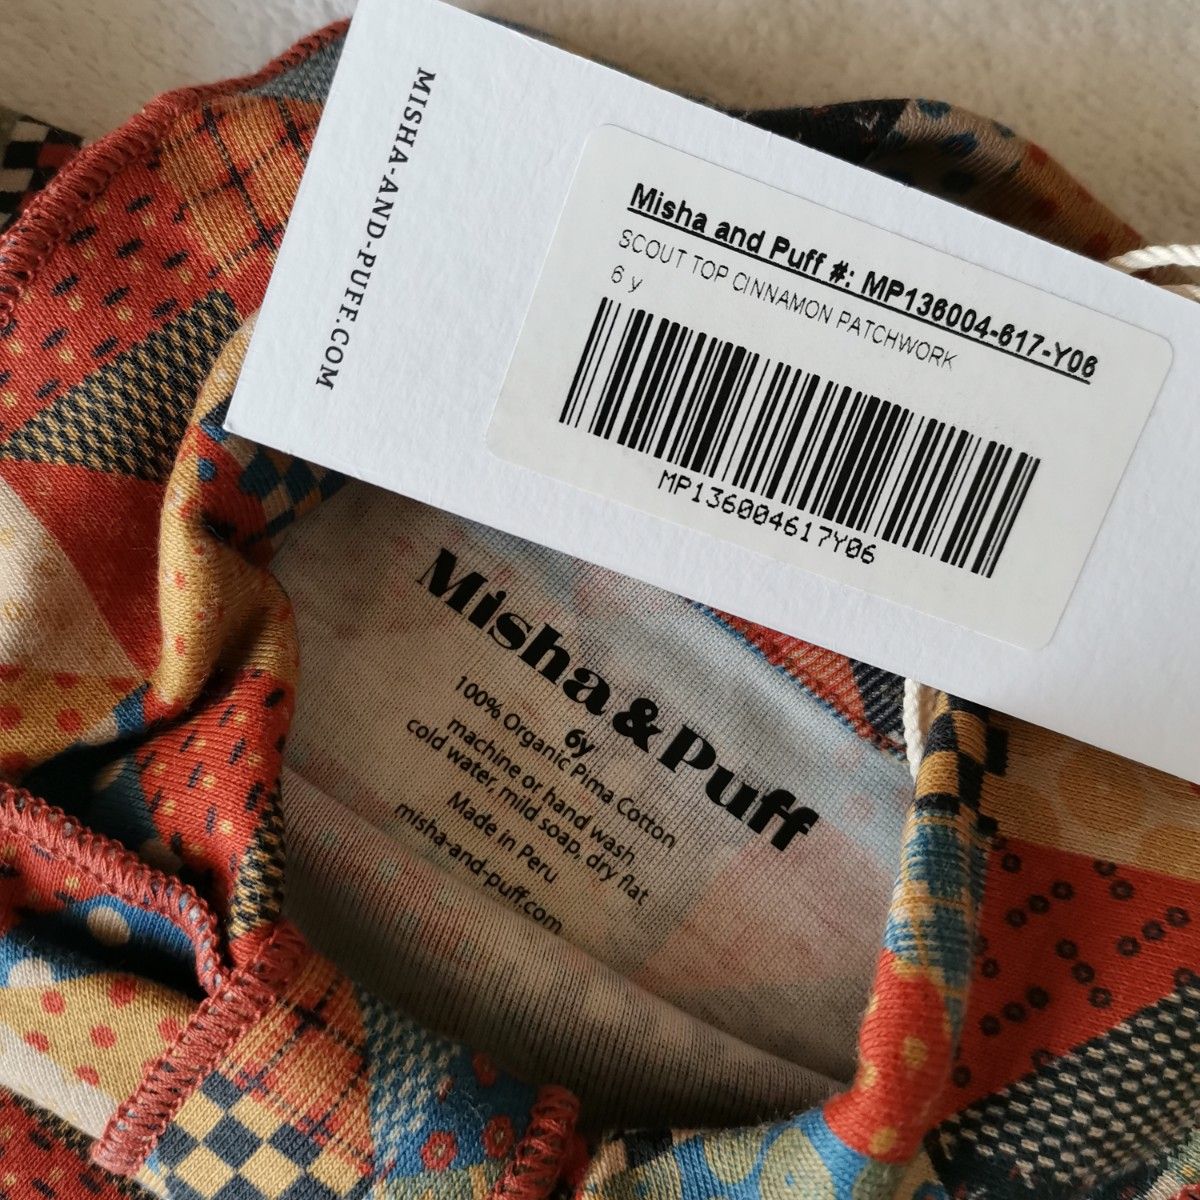 MISHA-AND-PUFF.COM
Misha and Puff #: MP136004-617-Y06
SCOUT TOP CINNAMON PATCHWORK
6 y
MP136004617Y06
Misha & Puff
100% Organic Pima Cotton
6y
machine or hand wash
cold water, mild soap, dry flat
Made in Peru
misha-and-puff.com